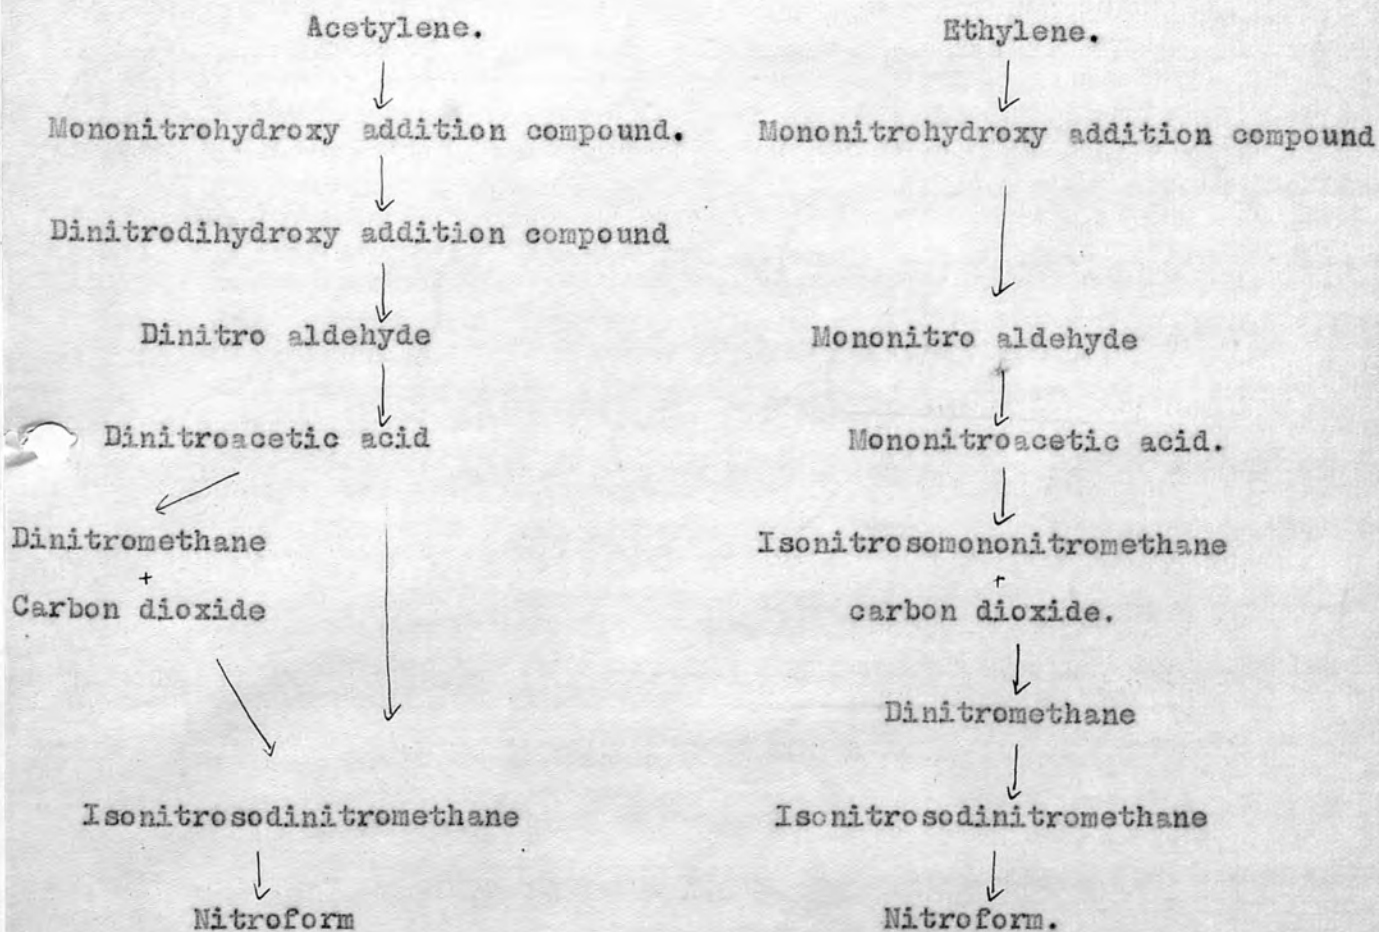 Acetylene.
Mononitrohydroxy addition compound.
Dinitrodihydroxy addition compound
Dinitro aldehyde
Dinitroacetic acid
Dinitromethane
+
Carbon dioxide
Isonitrosodinitromethane
Nitroform
Ethylene.
Mononitrohydroxy addition compound
Mononitro aldehyde
Mononitroacetic acid.
Isonitrosomononitromethane
+
carbon dioxide.
Dinitromethane
Isonitrosodinitromethane
Nitroform.